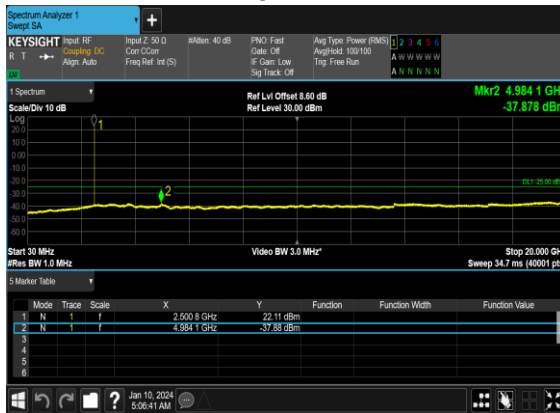 Spectrum Analyzer 1
Swept SA
+
KEYSIGHT Input: RF Input Z: 50 Ω #Atten: 40 dB PNO: Fast Avg Type: Power (RMS) 1 2 3 4 5 6
R T Coupling: DC Corr CCorr Gate: Off Avg|Hold: 100/100 A W W W W W
Align: Auto Freq Ref: Int (S) IF Gain: Low Trig: Free Run
Sig Track: Off A N N N N N
1 Spectrum
Scale/Div 10 dB Ref Lvl Offset 8.60 dB Mkr2 4.984 1 GH
Ref Level 30.00 dBm -37.878 dBr
Log
20.0
10.0
0.00
-10.0
-20.0
-30.0
-40.0
-50.0
-60.0
1
2
Start 30 MHz Video BW 3.0 MHz* Stop 20.000 GH
#Res BW 1.0 MHz Sweep 34.7 ms (40001 pt
5 Marker Table
Mode Trace Scale X Y Function Function Width Function Value
1 N 1 f 2.500 8 GHz 22.11 dBm
2 N 1 f 4.984 1 GHz -37.88 dBm
3
4
5
6
? Jan 10, 2024
5:06:41 AM